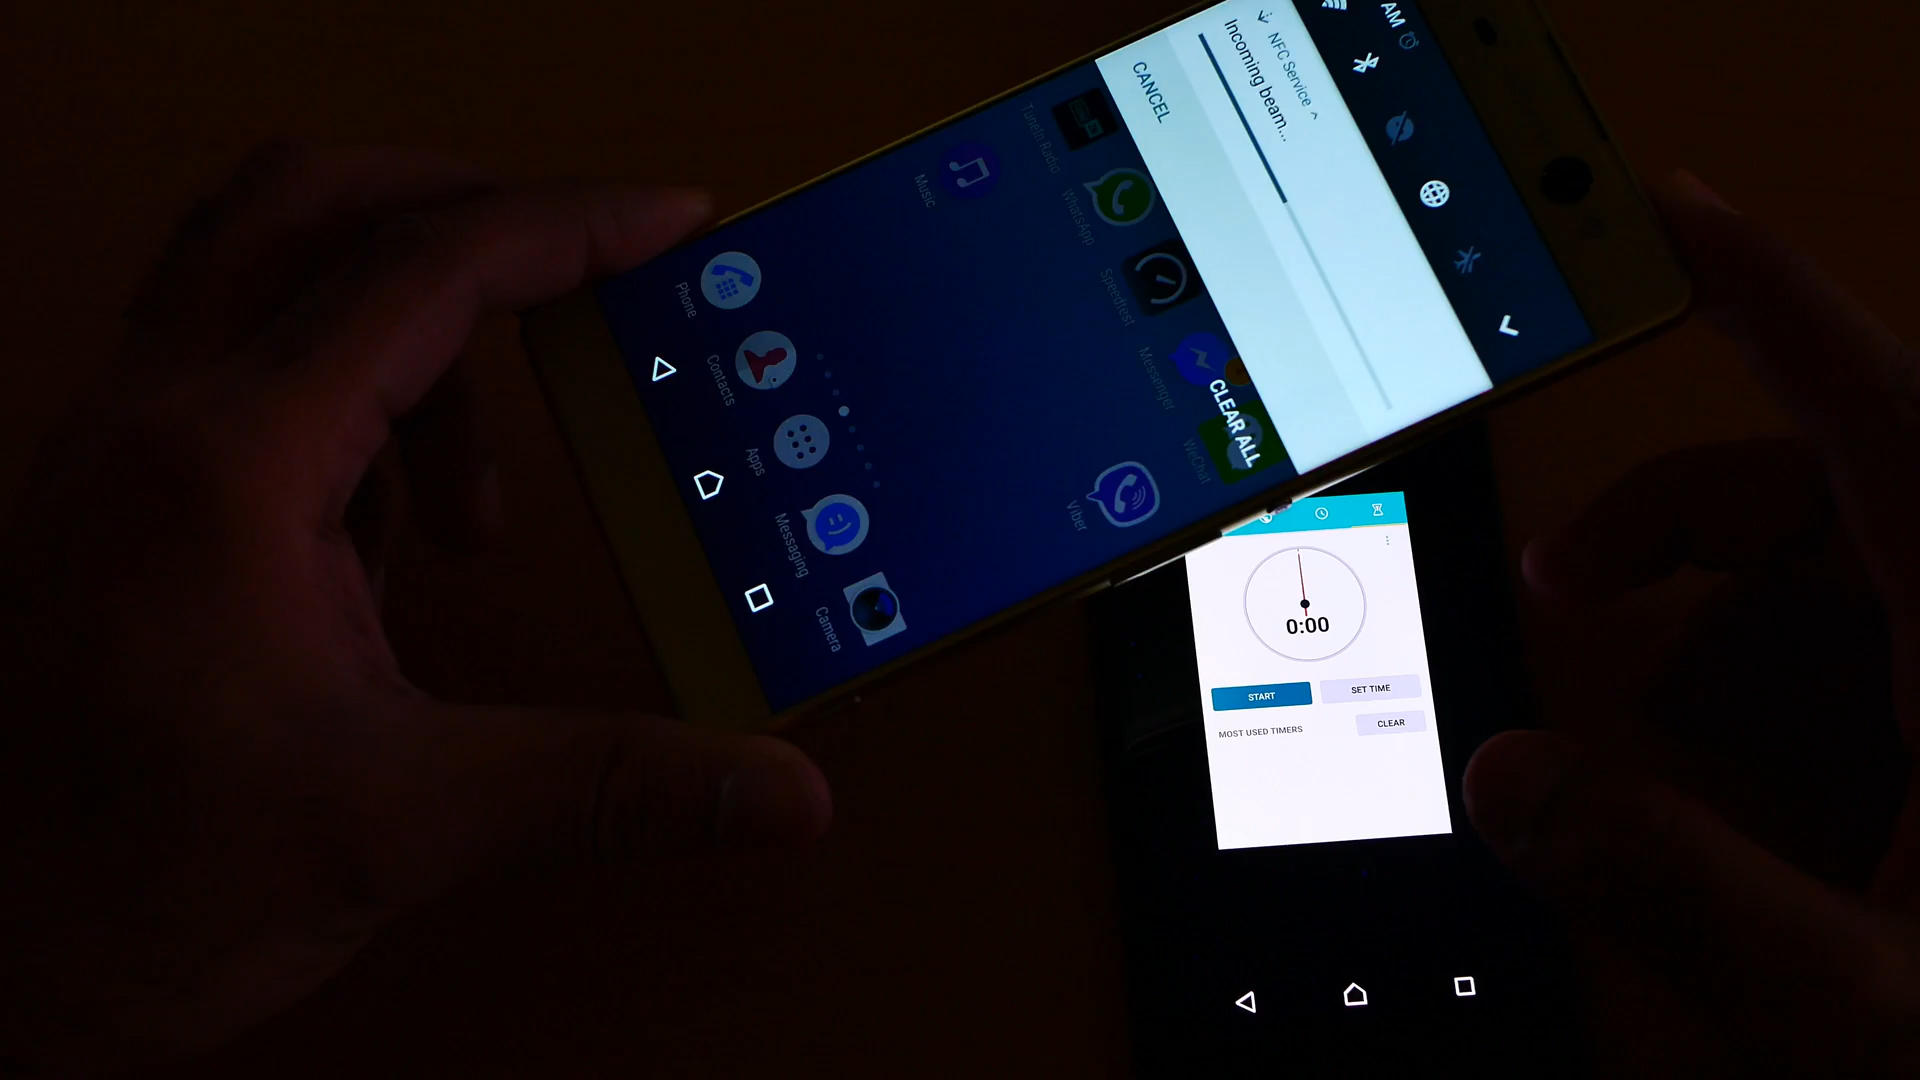 AM
NFC Service
Incoming beam...
CANCEL
CLEAR ALL
TuneIn Radio
WhatsApp
Speedtest
Messenger
WeChat
Music
Viber
Phone
Contacts
Apps
Messaging
Camera
0:00
START
SET TIME
MOST USED TIMERS
CLEAR